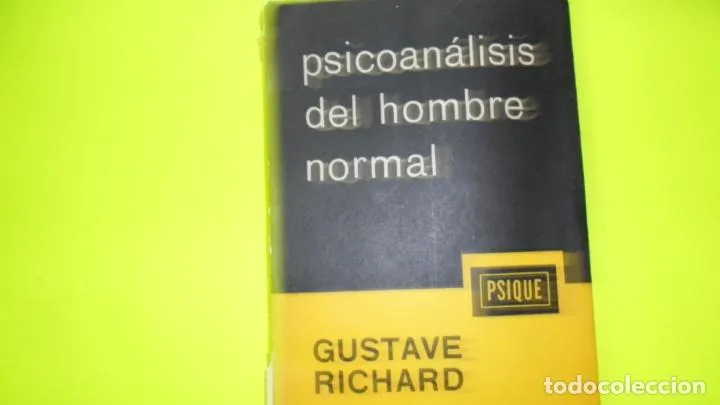 psicoanálisis
del hombre
normal
PSIQUE
GUSTAVE
RICHARD
todocoleccion